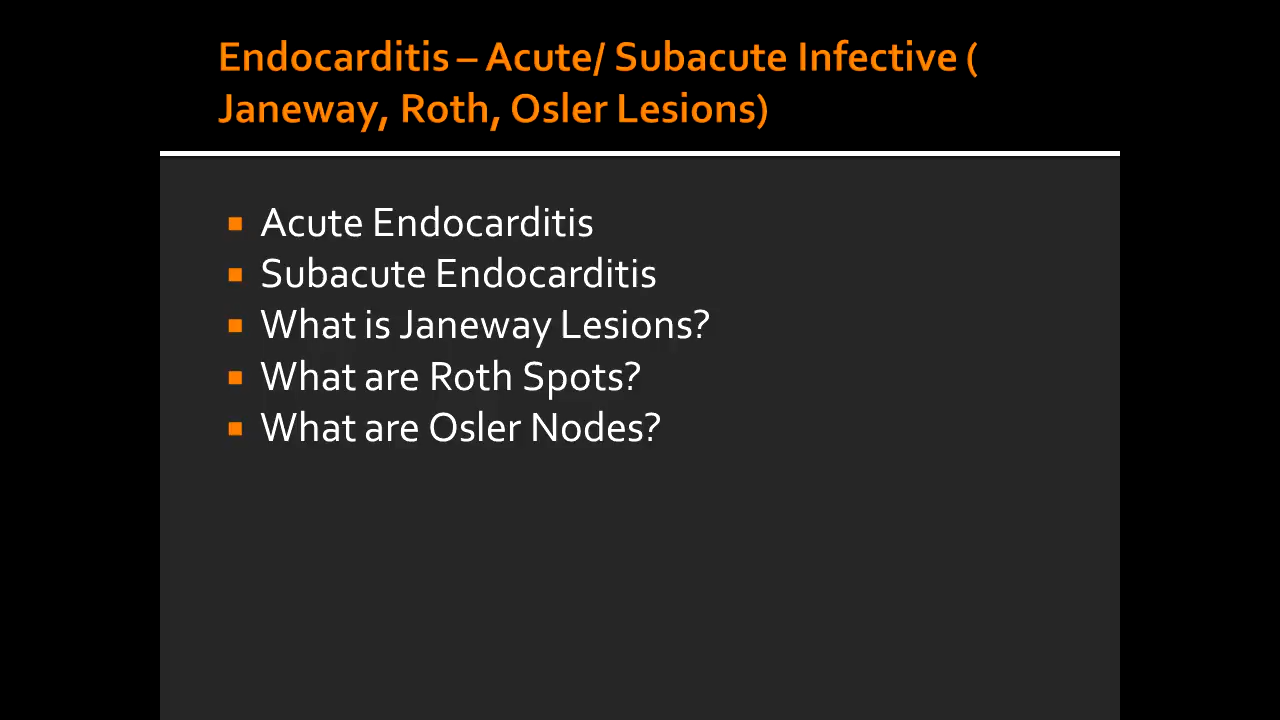 Endocarditis – Acute/ Subacute Infective (
Janeway, Roth, Osler Lesions)
Acute Endocarditis
Subacute Endocarditis
What is Janeway Lesions?
What are Roth Spots?
What are Osler Nodes?